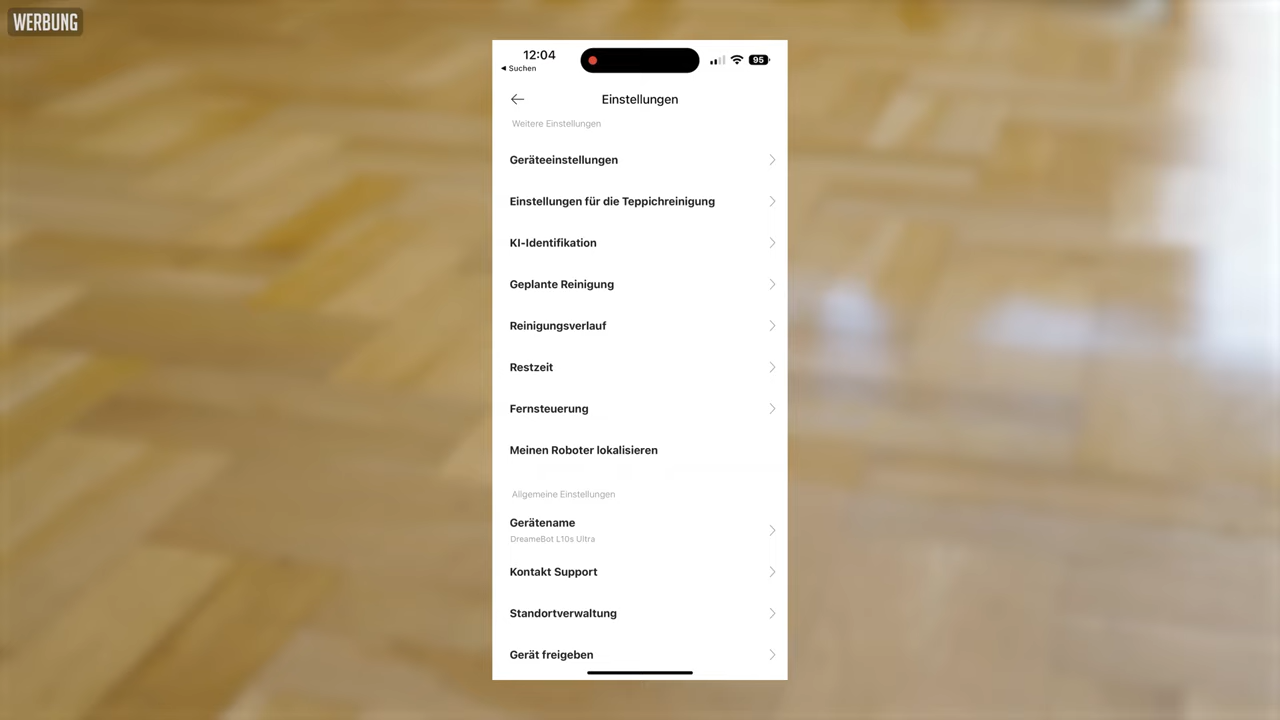 WERBUNG
12:04
◀ Suchen
95
Einstellungen
Weitere Einstellungen
Geräteeinstellungen
Einstellungen für die Teppichreinigung
KI-Identifikation
Geplante Reinigung
Reinigungsverlauf
Restzeit
Fernsteuerung
Meinen Roboter lokalisieren
Allgemeine Einstellungen
Gerätename
DreameBot L10s Ultra
Kontakt Support
Standortverwaltung
Gerät freigeben